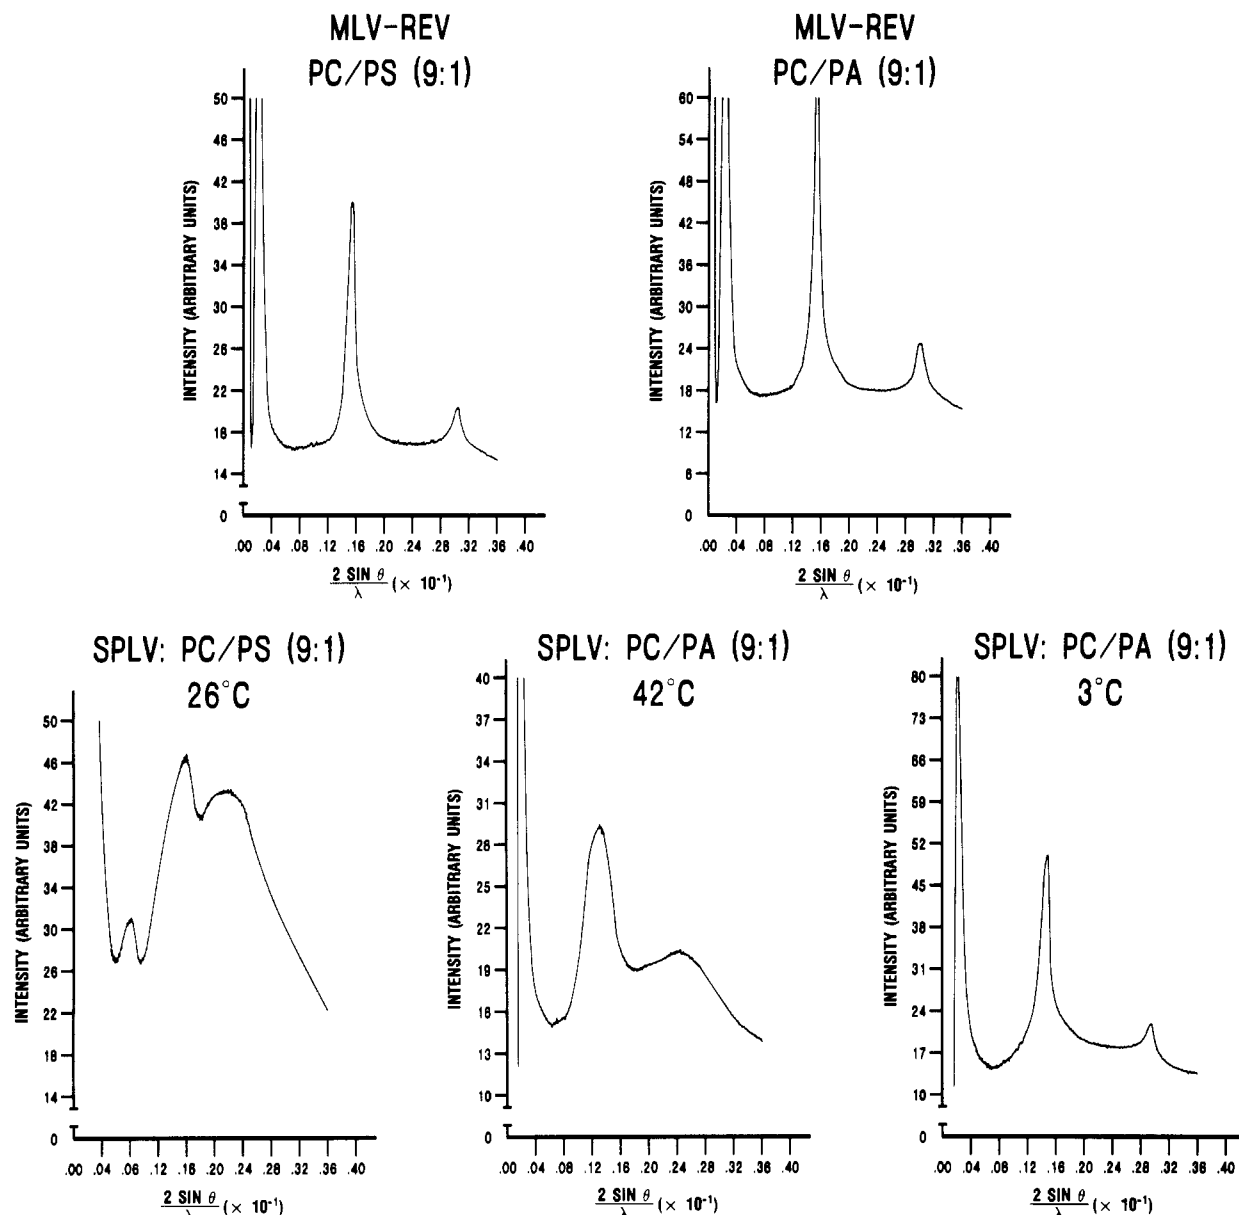 MLV-REV
PC/PS (9:1)
INTENSITY (ARBITRARY UNITS)
50
46
42
38
34
30
26
22
18
14
0
.00 .04 .08 .12 .16 .20 .24 .28 .32 .36 .40
2 SIN θ
λ
(× 10⁻¹)
MLV-REV
PC/PA (9:1)
INTENSITY (ARBITRARY UNITS)
60
54
48
42
36
30
24
18
12
6
0
.00 .04 .08 .12 .16 .20 .24 .28 .32 .36 .40
2 SIN θ
λ
(× 10⁻¹)
SPLV: PC/PS (9:1)
26°C
INTENSITY (ARBITRARY UNITS)
50
46
42
38
34
30
26
22
18
14
0
.00 .04 .08 .12 .16 .20 .24 .28 .32 .36 .40
2 SIN θ
λ
(× 10⁻¹)
SPLV: PC/PA (9:1)
42°C
INTENSITY (ARBITRARY UNITS)
40
37
34
31
28
25
22
19
16
13
10
0
.00 .04 .08 .12 .16 .20 .24 .28 .32 .36 .40
2 SIN θ
λ
(× 10⁻¹)
SPLV: PC/PA (9:1)
3°C
INTENSITY (ARBITRARY UNITS)
80
73
66
59
52
45
38
31
24
17
10
0
.00 .04 .08 .12 .16 .20 .24 .28 .32 .36 .40
2 SIN θ
λ
(× 10⁻¹)